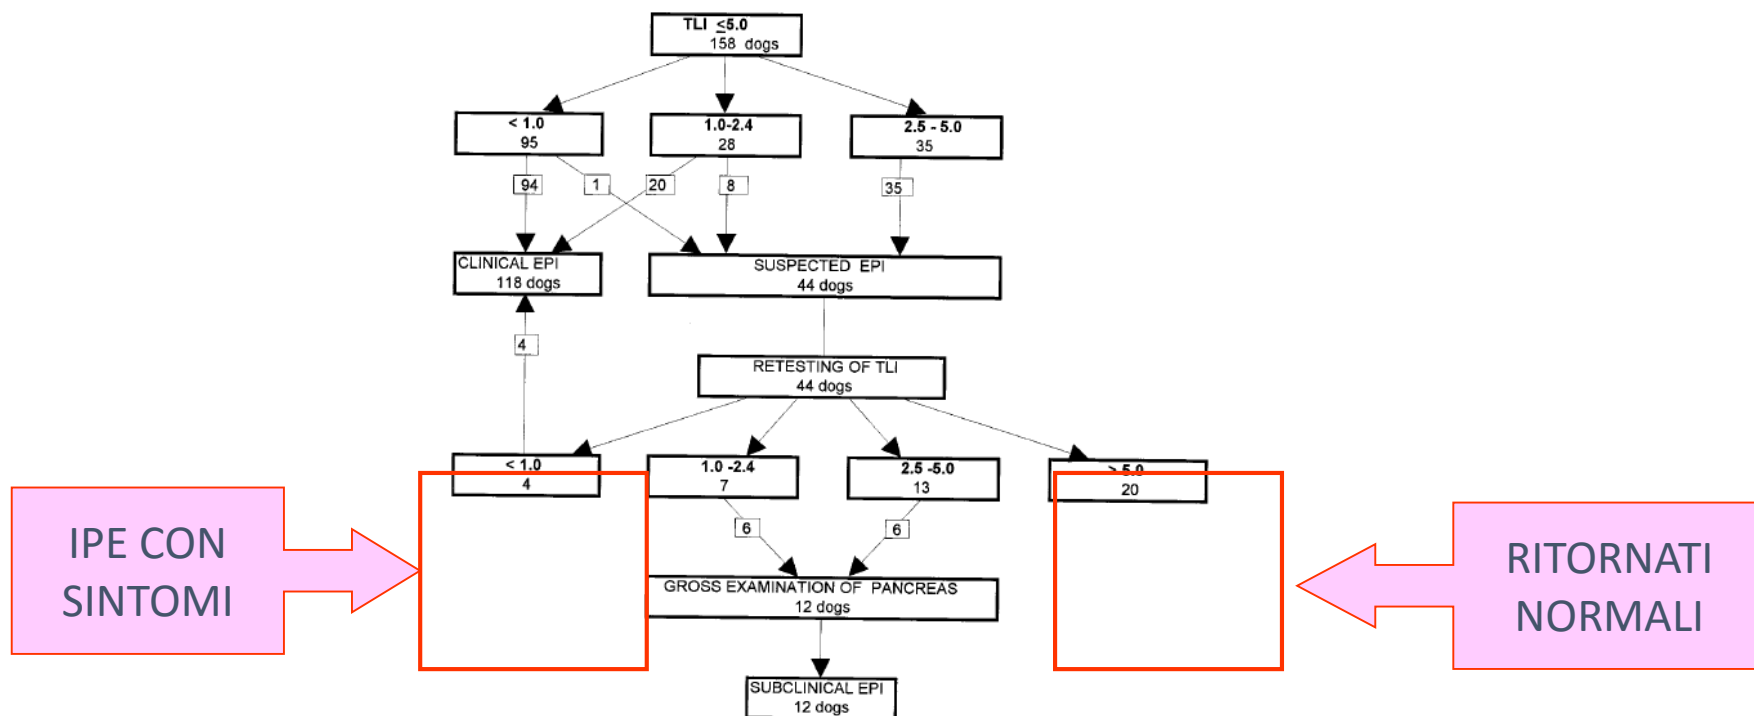 TLI ≤5.0
158 dogs
< 1.0
95
1.0-2.4
28
2.5 - 5.0
35
94
1
20
8
35
CLINICAL EPI
118 dogs
SUSPECTED EPI
44 dogs
4
RETESTING OF TLI
44 dogs
< 1.0
4
1.0 -2.4
7
2.5 -5.0
13
> 5.0
20
6
6
IPE CON
SINTOMI
RITORNATI
NORMALI
GROSS EXAMINATION OF PANCREAS
12 dogs
SUBCLINICAL EPI
12 dogs